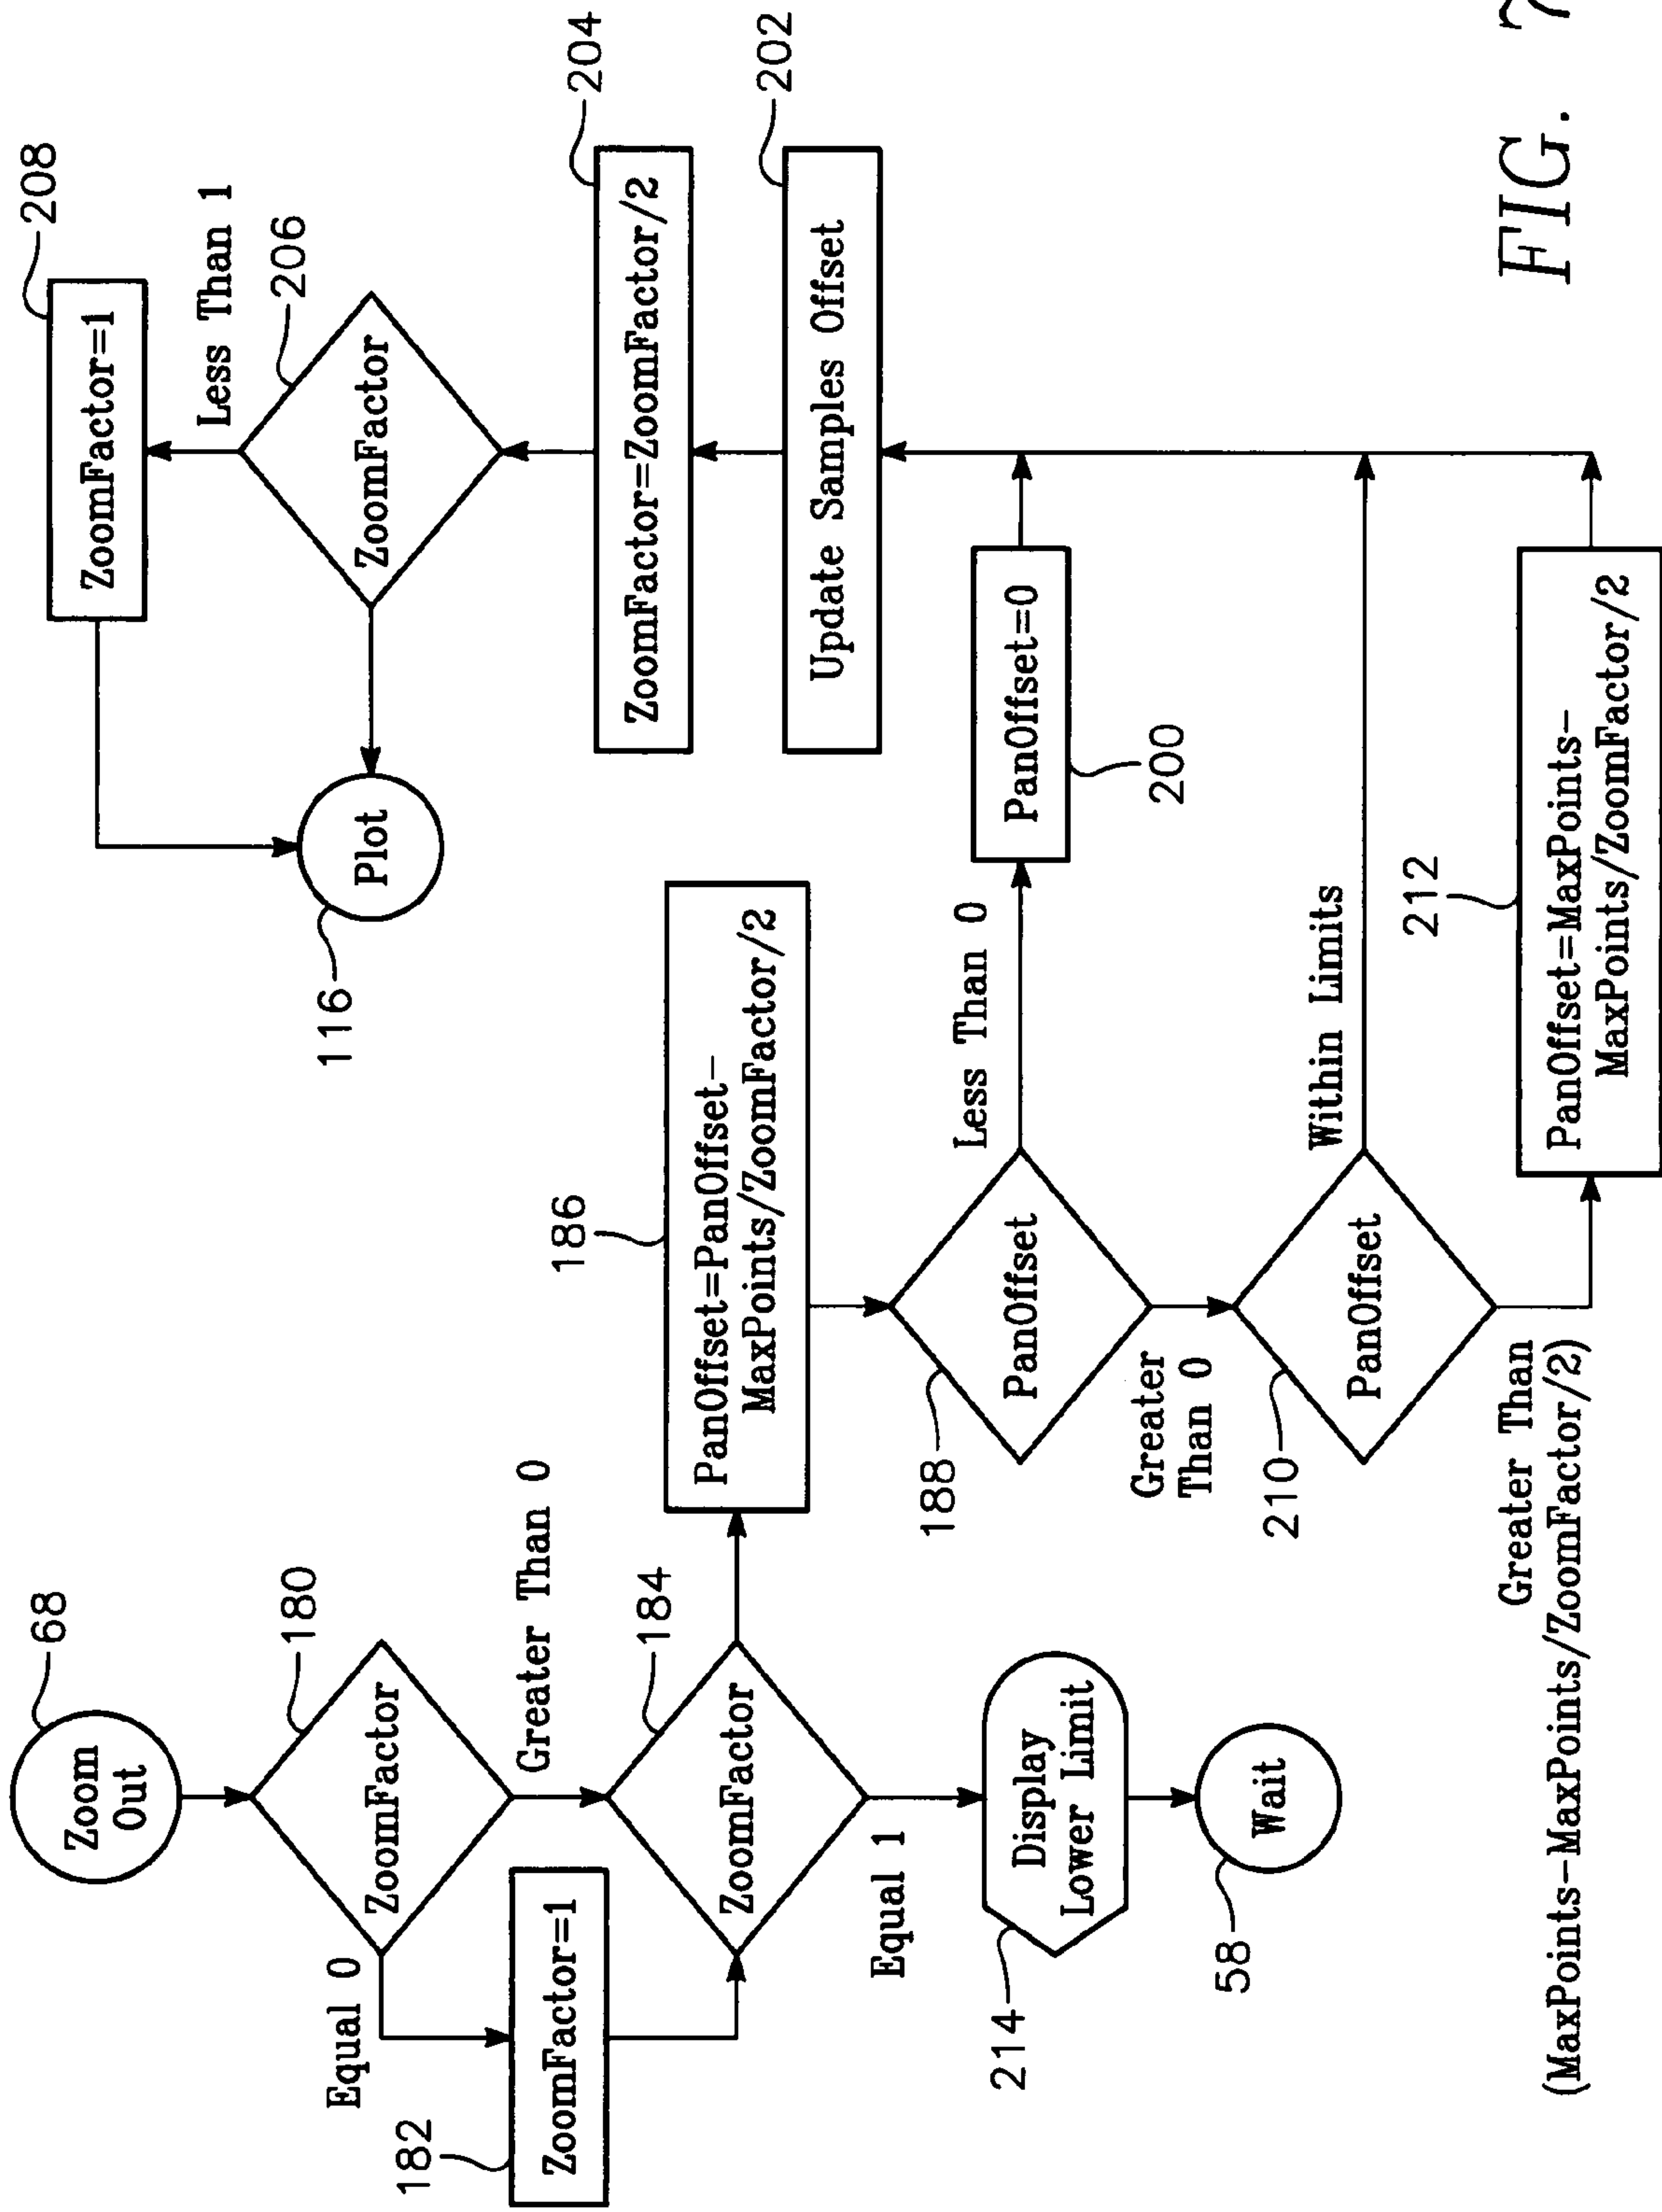 68
Zoom
Out
180
ZoomFactor
Equal 0
182
ZoomFactor=1
Greater Than 0
184
ZoomFactor
Equal 1
214
Display
Lower Limit
58
Wait
186
PanOffset=PanOffset-
MaxPoints/ZoomFactor/2
188
PanOffset
Less Than 0
PanOffset=0
200
Greater
Than 0
210
PanOffset
Within Limits
Greater Than
(MaxPoints-MaxPoints/ZoomFactor/2)
212
PanOffset=MaxPoints-
MaxPoints/ZoomFactor/2
202
Update Samples Offset
204
ZoomFactor=ZoomFactor/2
206
ZoomFactor
Less Than 1
208
ZoomFactor=1
116
Plot
FIG. 7